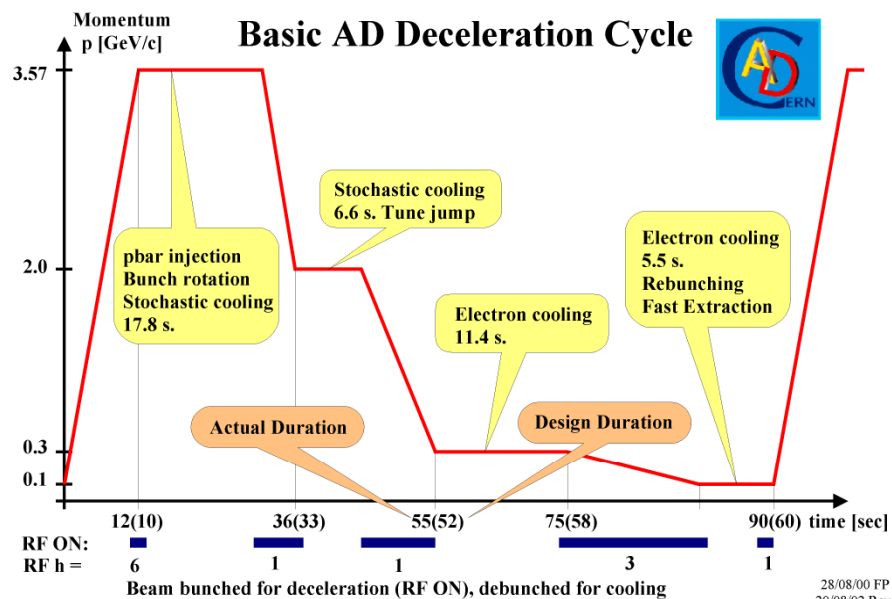 Momentum
p [GeV/c]
Basic AD Deceleration Cycle
C A D ERN
3.57
2.0
0.3
0.1
pbar injection
Bunch rotation
Stochastic cooling
17.8 s.
Stochastic cooling
6.6 s. Tune jump
Electron cooling
11.4 s.
Electron cooling
5.5 s.
Rebunching
Fast Extraction
Actual Duration
Design Duration
12(10) 36(33) 55(52) 75(58) 90(60) time [sec]
RF ON:
RF h = 6 1 1 3 1
Beam bunched for deceleration (RF ON), debunched for cooling
28/08/00 FP